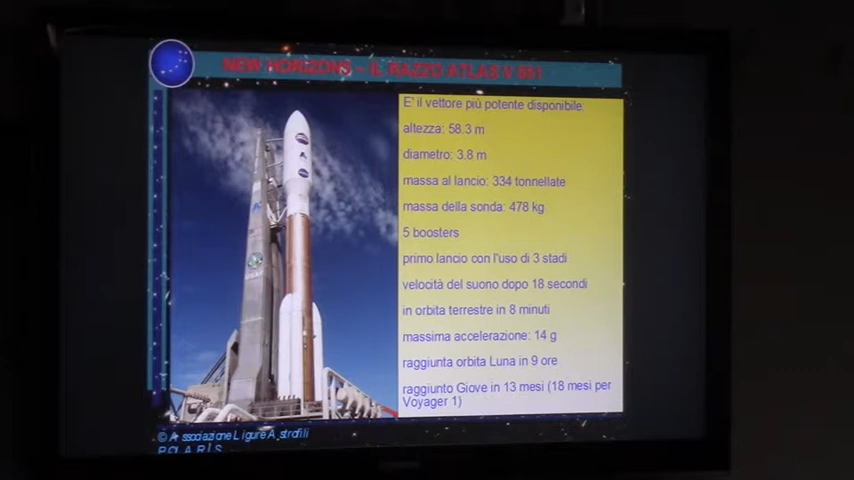 NEW HORIZONS – IL RAZZO ATLAS V 551
E' il vettore più potente disponibile:
altezza: 58.3 m
diametro: 3.8 m
massa al lancio: 334 tonnellate
massa della sonda: 478 kg
5 boosters
primo lancio con l'uso di 3 stadi
velocità del suono dopo 18 secondi
in orbita terrestre in 8 minuti
massima accelerazione: 14 g
raggiunta orbita Luna in 9 ore
raggiunto Giove in 13 mesi (18 mesi per
Voyager 1)
© Associazione Ligure Astrofili
POLARIS